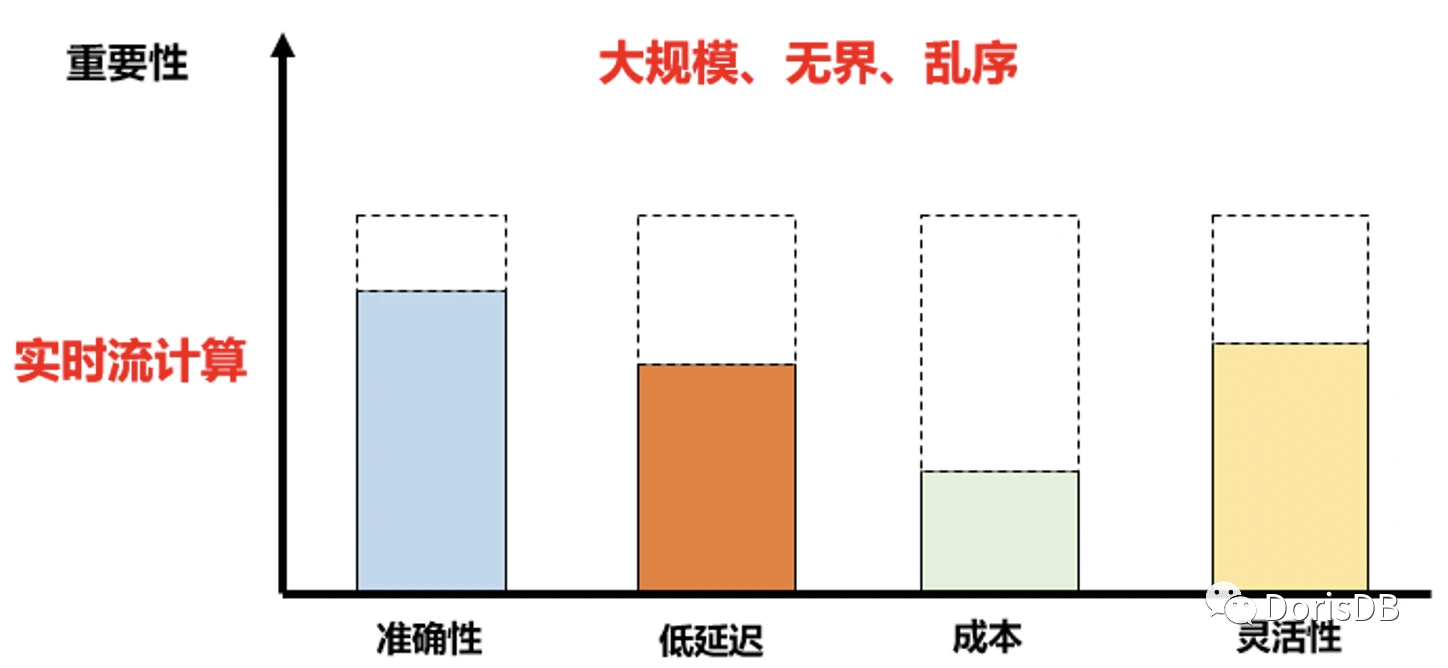 重要性
大规模、无界、乱序
实时流计算
准确性
低延迟
成本
灵活性
DorisDB